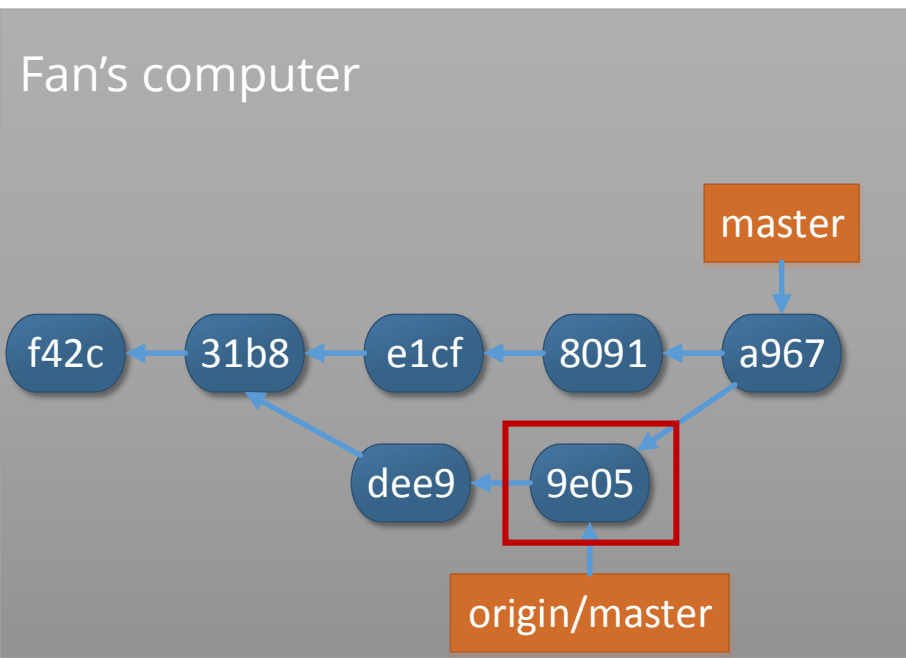 Fan’s computer
master
f42c 31b8 e1cf 8091 a967
dee9 9e05
origin/master